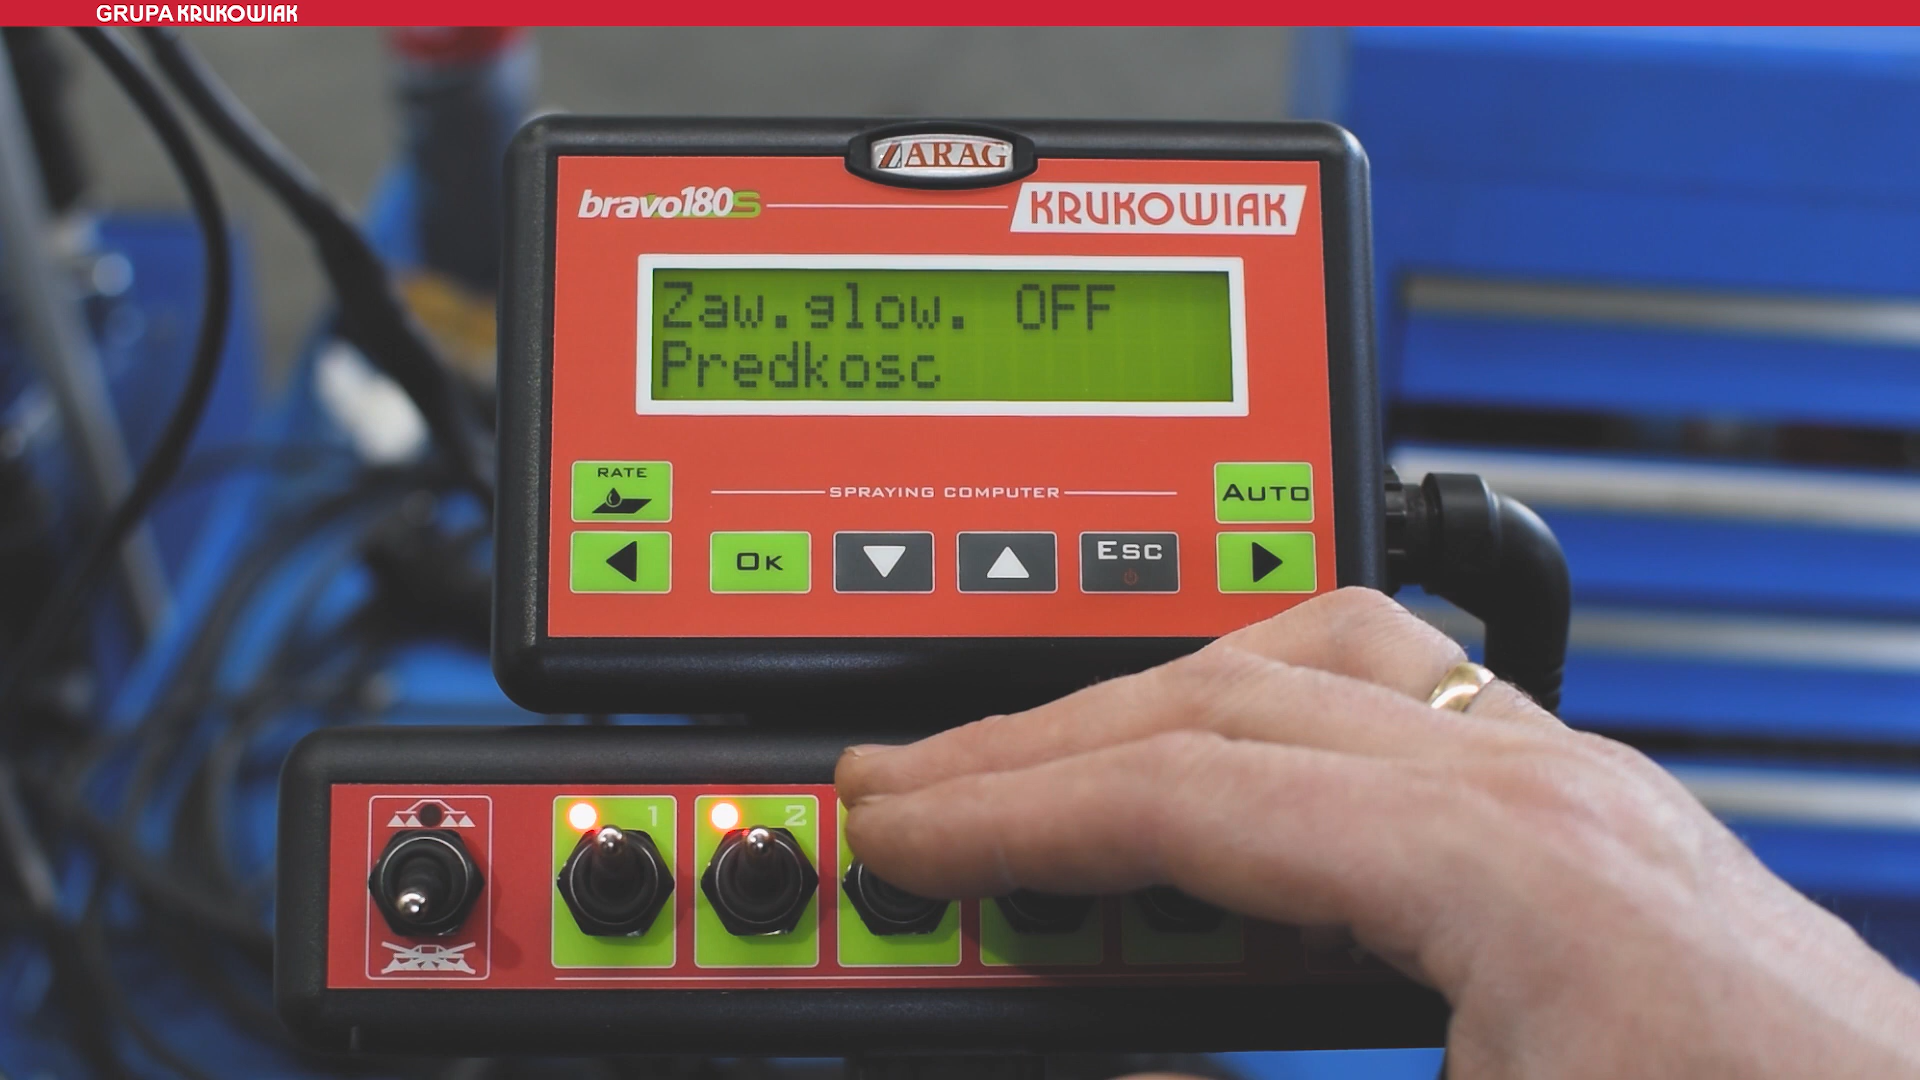 GRUPA KRUKOWIAK
ARAG
bravo180S
KRUKOWIAK
Zaw.glow. OFF
Predkosc
RATE
SPRAYING COMPUTER
AUTO
OK
ESC
1
2